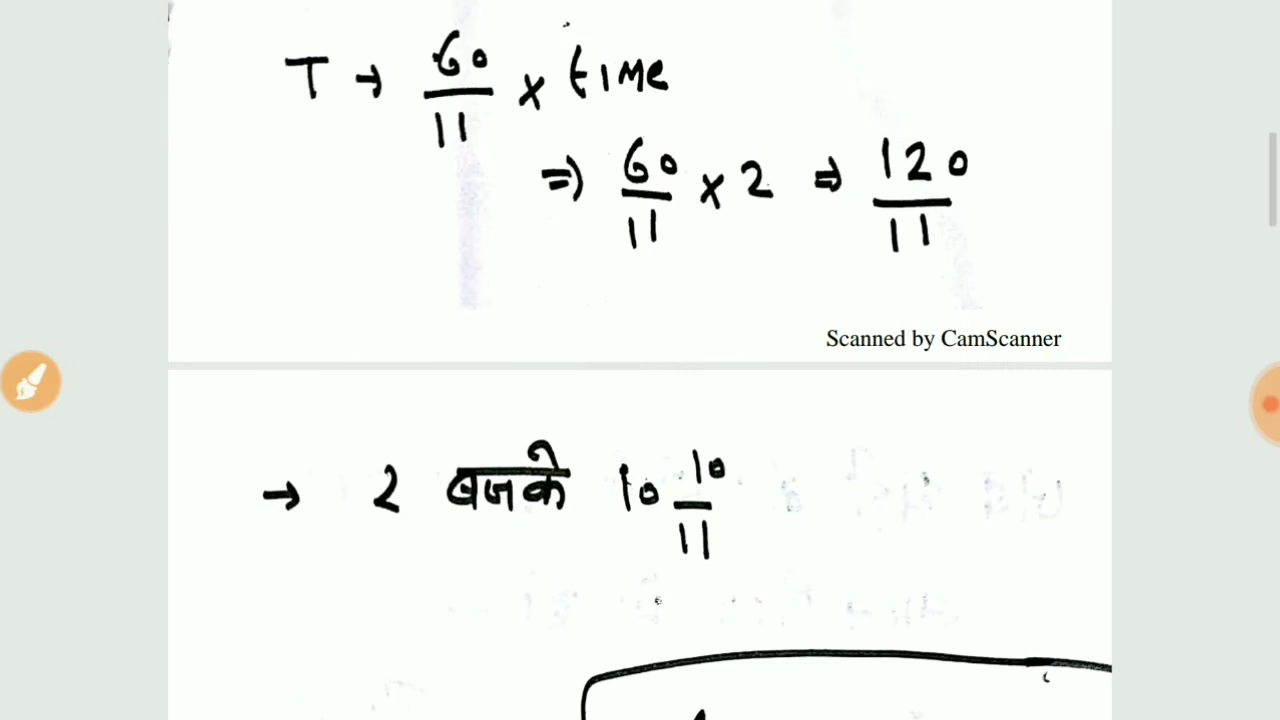 T → 60/11 × time
⇒ 60/11 × 2 ⇒ 120/11
Scanned by CamScanner
→ 2 बजके 10 10/11